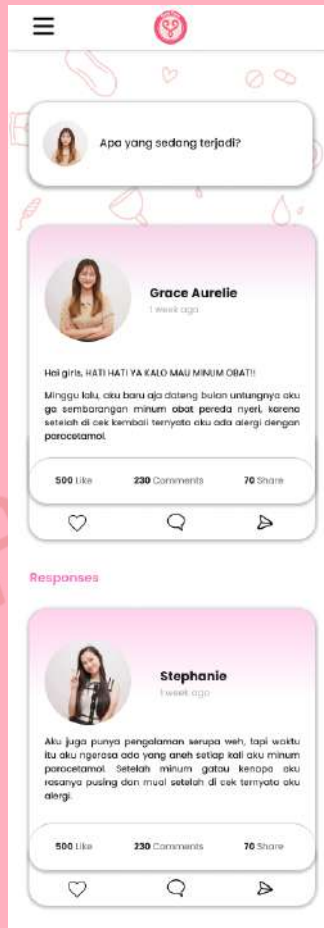 Apa yang sedang terjadi?
Grace Aurelie
1 week ago
Hai girls, HATI HATI YA KALO MAU MINUM OBAT!!
Minggu lalu, aku baru aja dateng bulan untungnya aku
ga sembarangan minum obat pereda nyeri, karena
setelah di cek kembali ternyata aku ada alergi dengan
paracetamol.
500 Like 230 Comments 70 Share
Responses
Stephanie
1 week ago
Aku juga punya pengalaman serupa weh, tapi waktu
itu aku ngerasa ada yang aneh setiap kali aku minum
paracetamol. Setelah minum gatau kenapa aku
rasanya pusing dan mual setelah di cek ternyata aku
alergi.
500 Like 230 Comments 70 Share